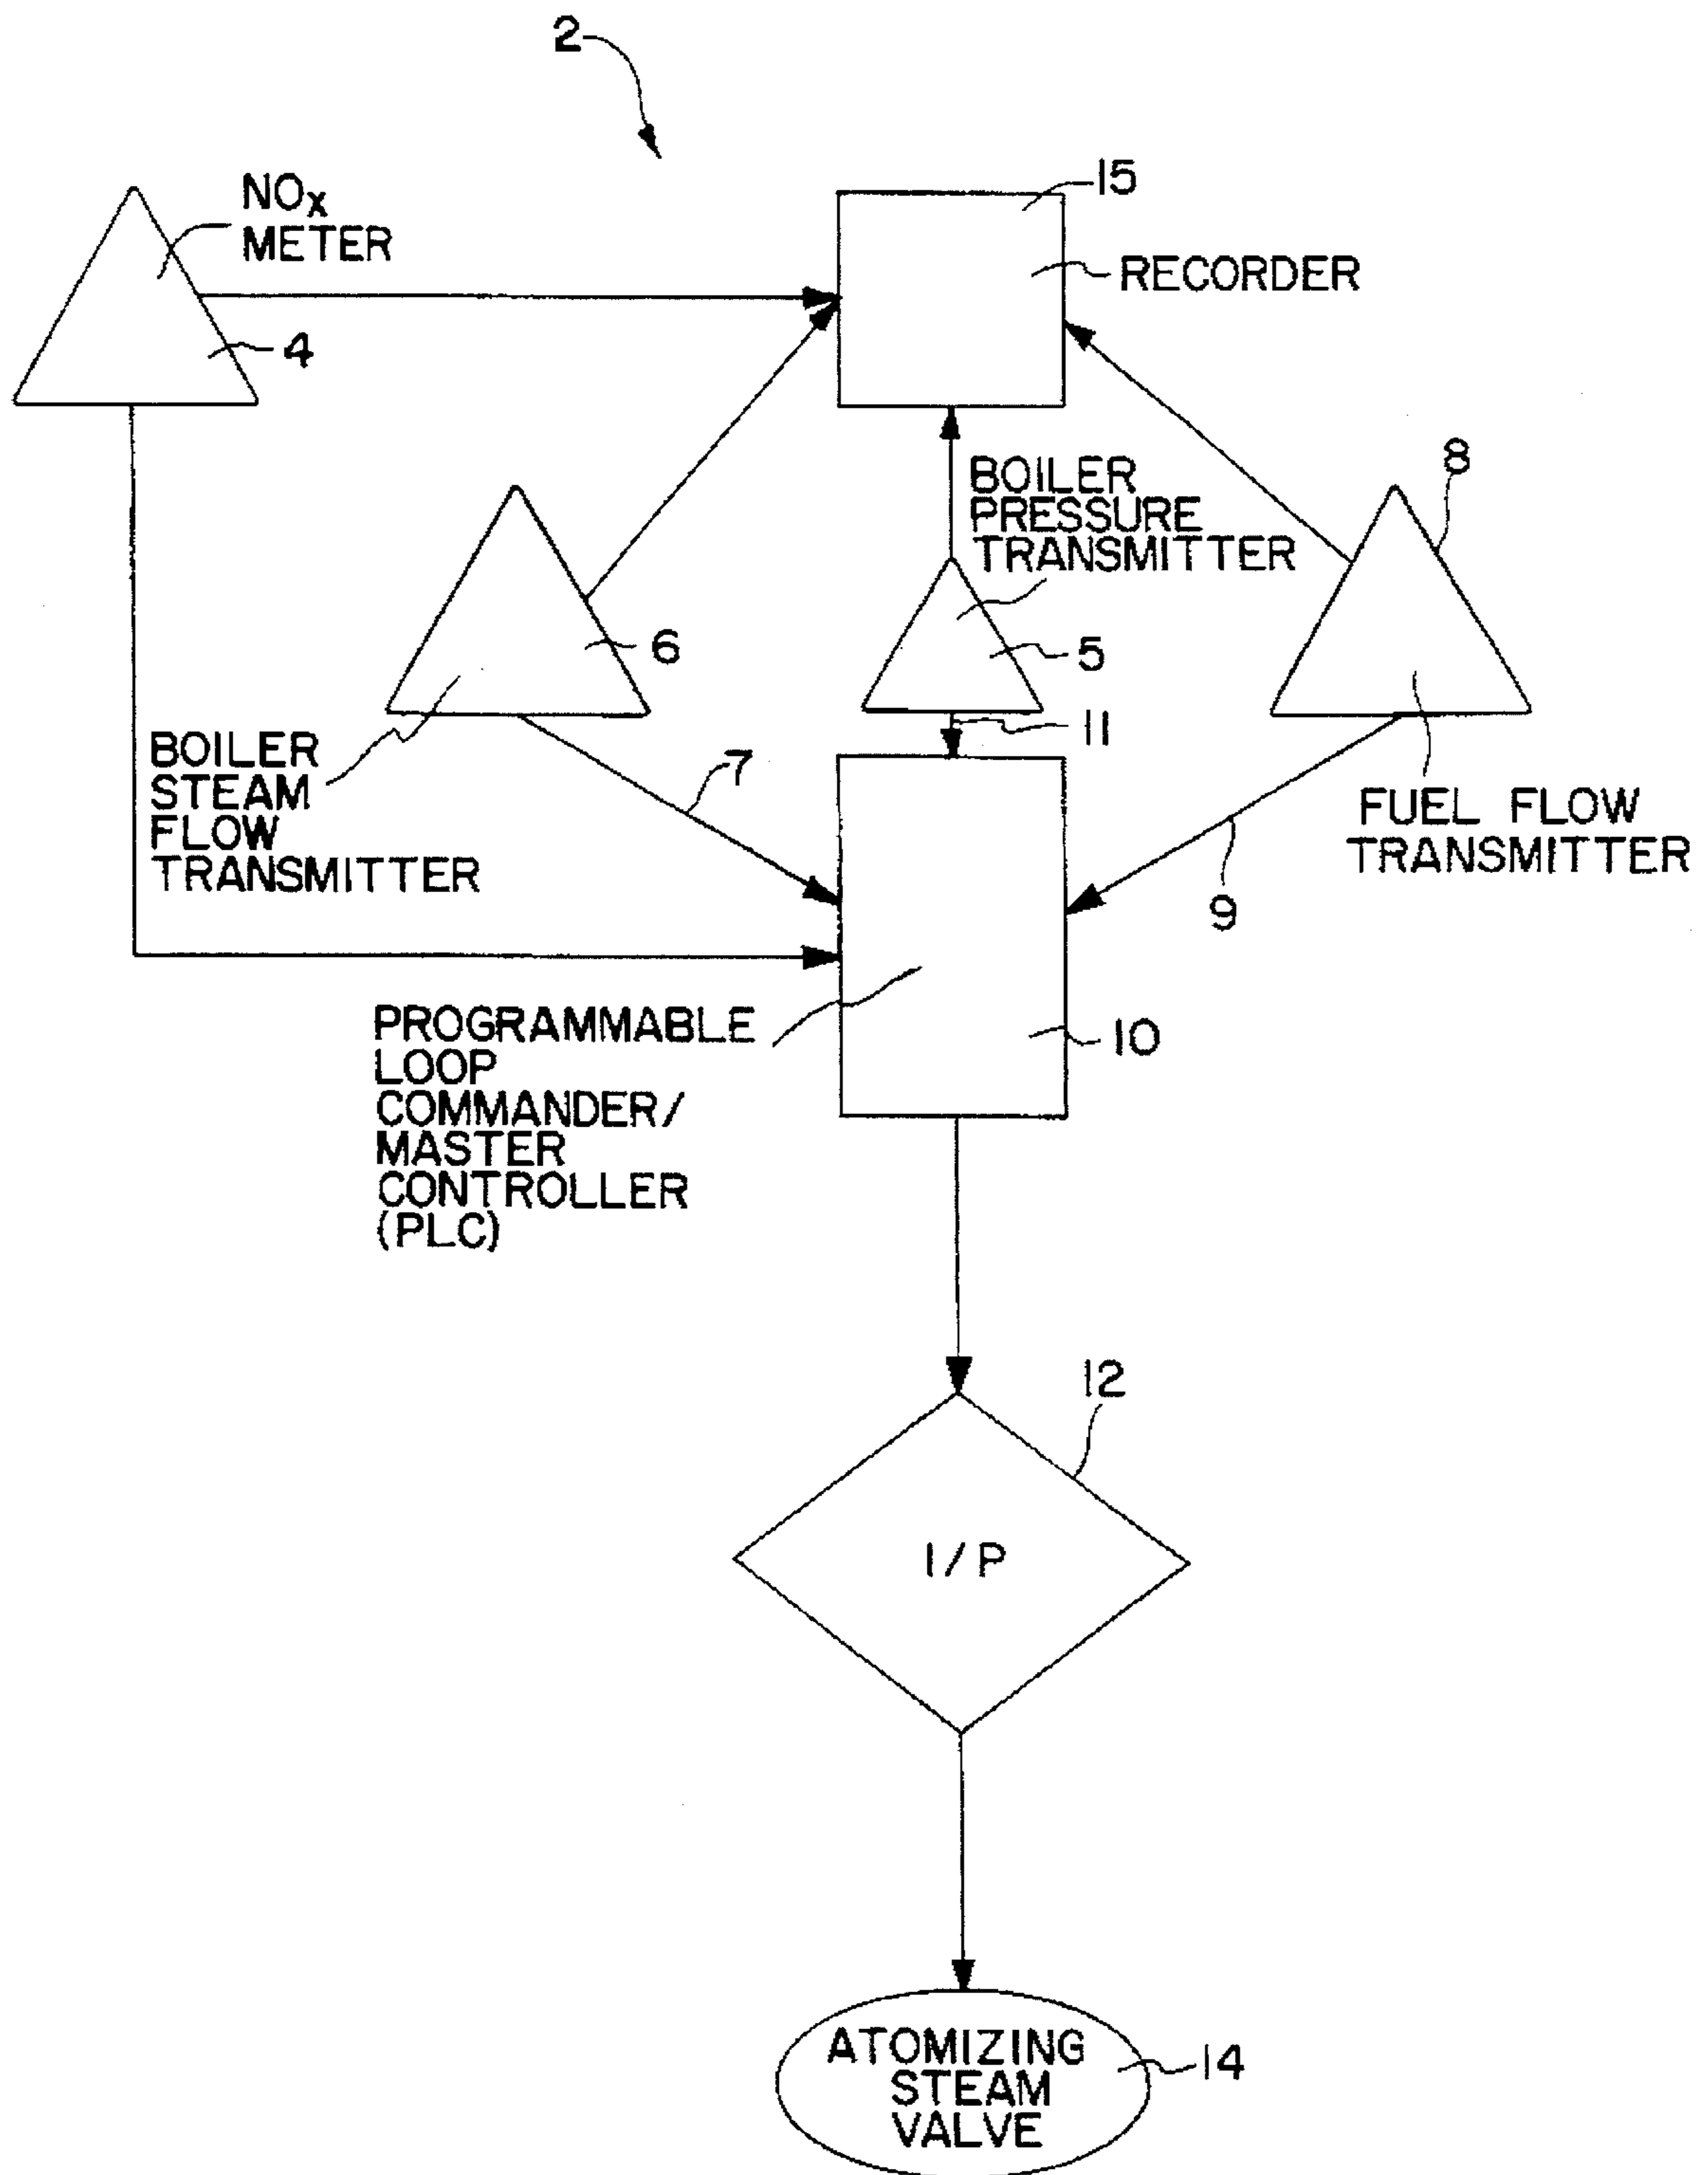 2
15
NOx
METER
RECORDER
4
BOILER
PRESSURE
TRANSMITTER
8
6
5
11
BOILER
STEAM
FLOW
TRANSMITTER
7
FUEL FLOW
TRANSMITTER
9
PROGRAMMABLE
LOOP
COMMANDER/
MASTER
CONTROLLER
(PLC)
10
12
I/P
ATOMIZING
STEAM
VALVE
14